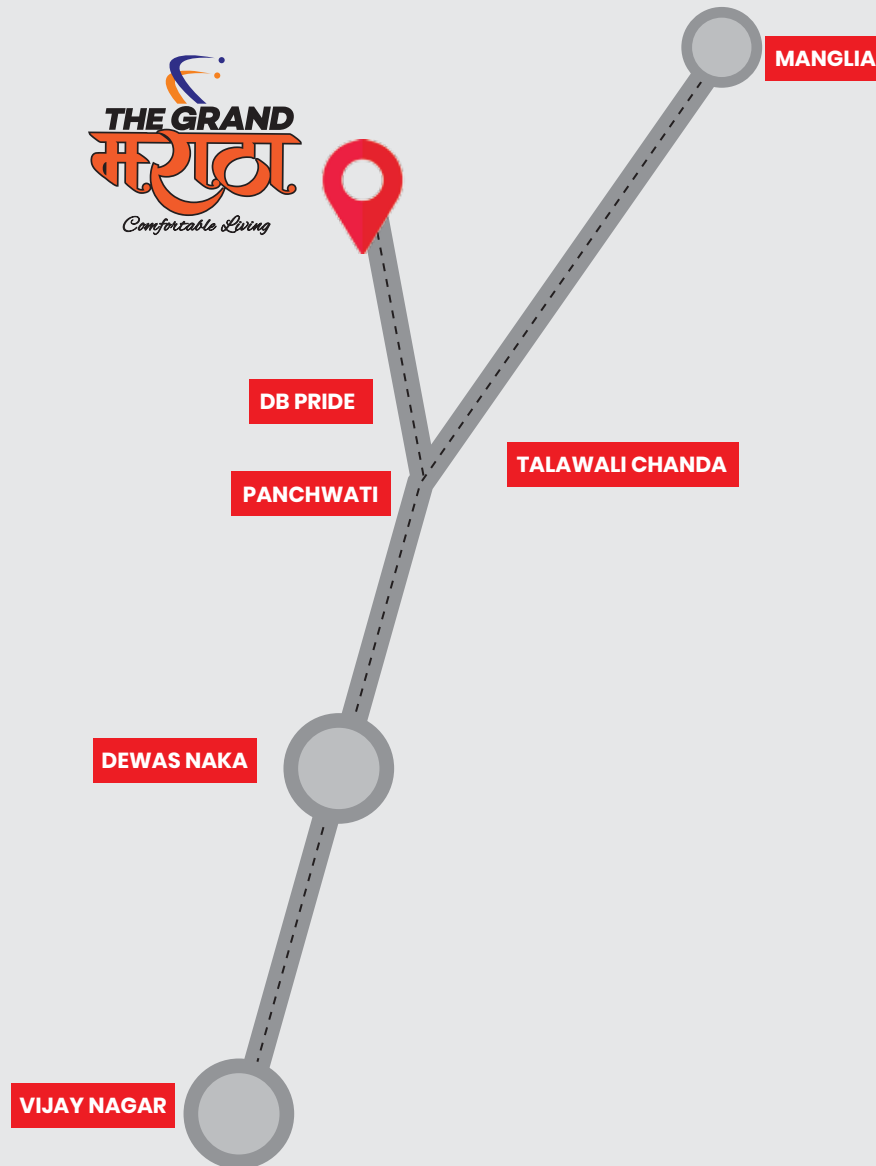 MANGLIA
THE GRAND
मराठा
Comfortable Living
DB PRIDE
TALAWALI CHANDA
PANCHWATI
DEWAS NAKA
VIJAY NAGAR